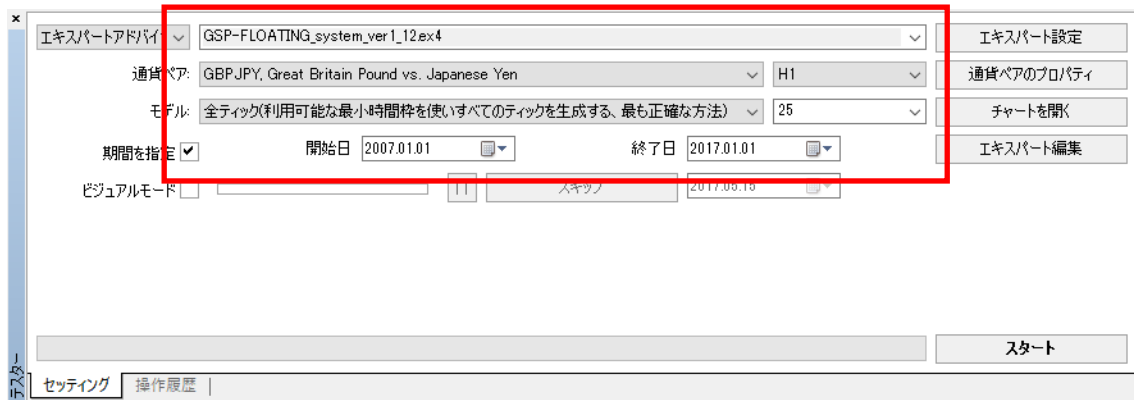 ×
エキスパートアドバイ GSP-FLOATING_system_ver1_12.ex4 エキスパート設定
通貨ペア: GBPJPY, Great Britain Pound vs. Japanese Yen H1 通貨ペアのプロパティ
モデル: 全ティック(利用可能な最小時間枠を使いすべてのティックを生成する、最も正確な方法) 25 チャートを開く
期間を指定 開始日 2007.01.01 終了日 2017.01.01 エキスパート編集
ビジュアルモード スキップ 2017.05.15
スタート
テスター
セッティング 操作履歴